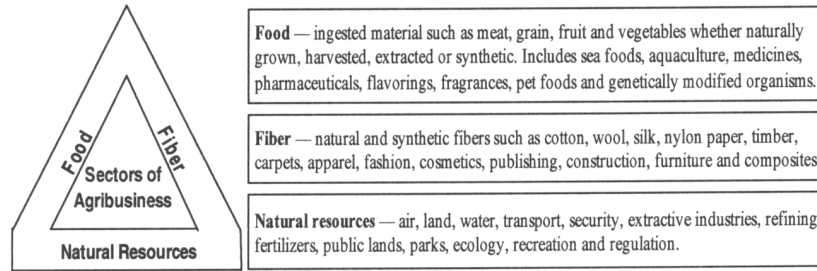 Food
Fiber
Sectors of
Agribusiness
Natural Resources
Food — ingested material such as meat, grain, fruit and vegetables whether naturally
grown, harvested, extracted or synthetic. Includes sea foods, aquaculture, medicines,
pharmaceuticals, flavorings, fragrances, pet foods and genetically modified organisms.
Fiber — natural and synthetic fibers such as cotton, wool, silk, nylon paper, timber,
carpets, apparel, fashion, cosmetics, publishing, construction, furniture and composites
Natural resources — air, land, water, transport, security, extractive industries, refining
fertilizers, public lands, parks, ecology, recreation and regulation.